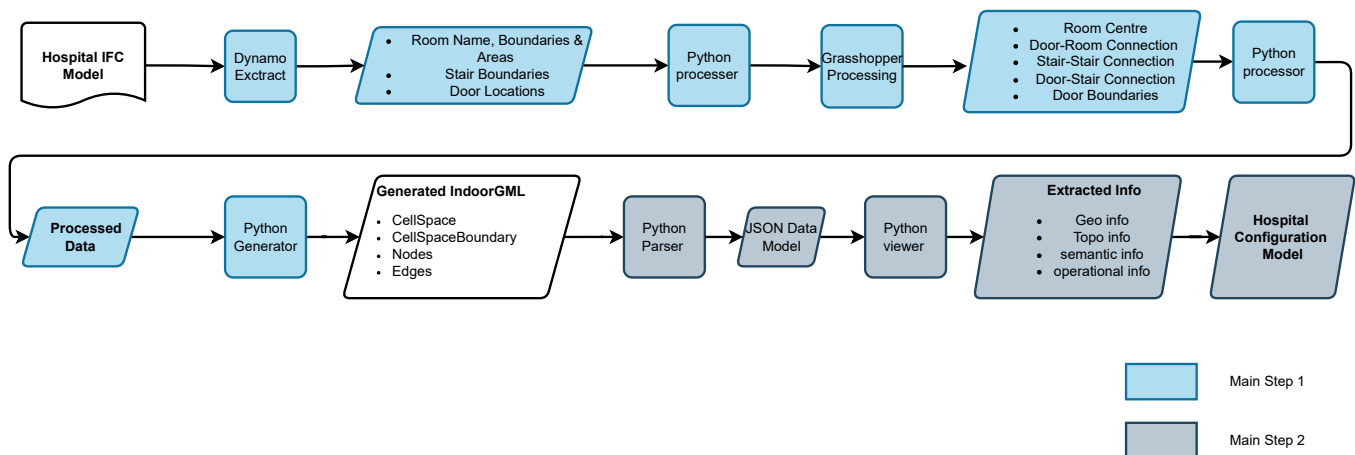 Hospital IFC
Model
Dynamo
Exctract
• Room Name, Boundaries &
Areas
• Stair Boundaries
• Door Locations
Python
processer
Grasshopper
Processing
• Room Centre
• Door-Room Connection
• Stair-Stair Connection
• Door-Stair Connection
• Door Boundaries
Python
processor
Processed
Data
Python
Generator
Generated IndoorGML
• CellSpace
• CellSpaceBoundary
• Nodes
• Edges
Python
Parser
JSON Data
Model
Python
viewer
Extracted Info
• Geo info
• Topo info
• semantic info
• operational info
Hospital
Configuration
Model
Main Step 1
Main Step 2